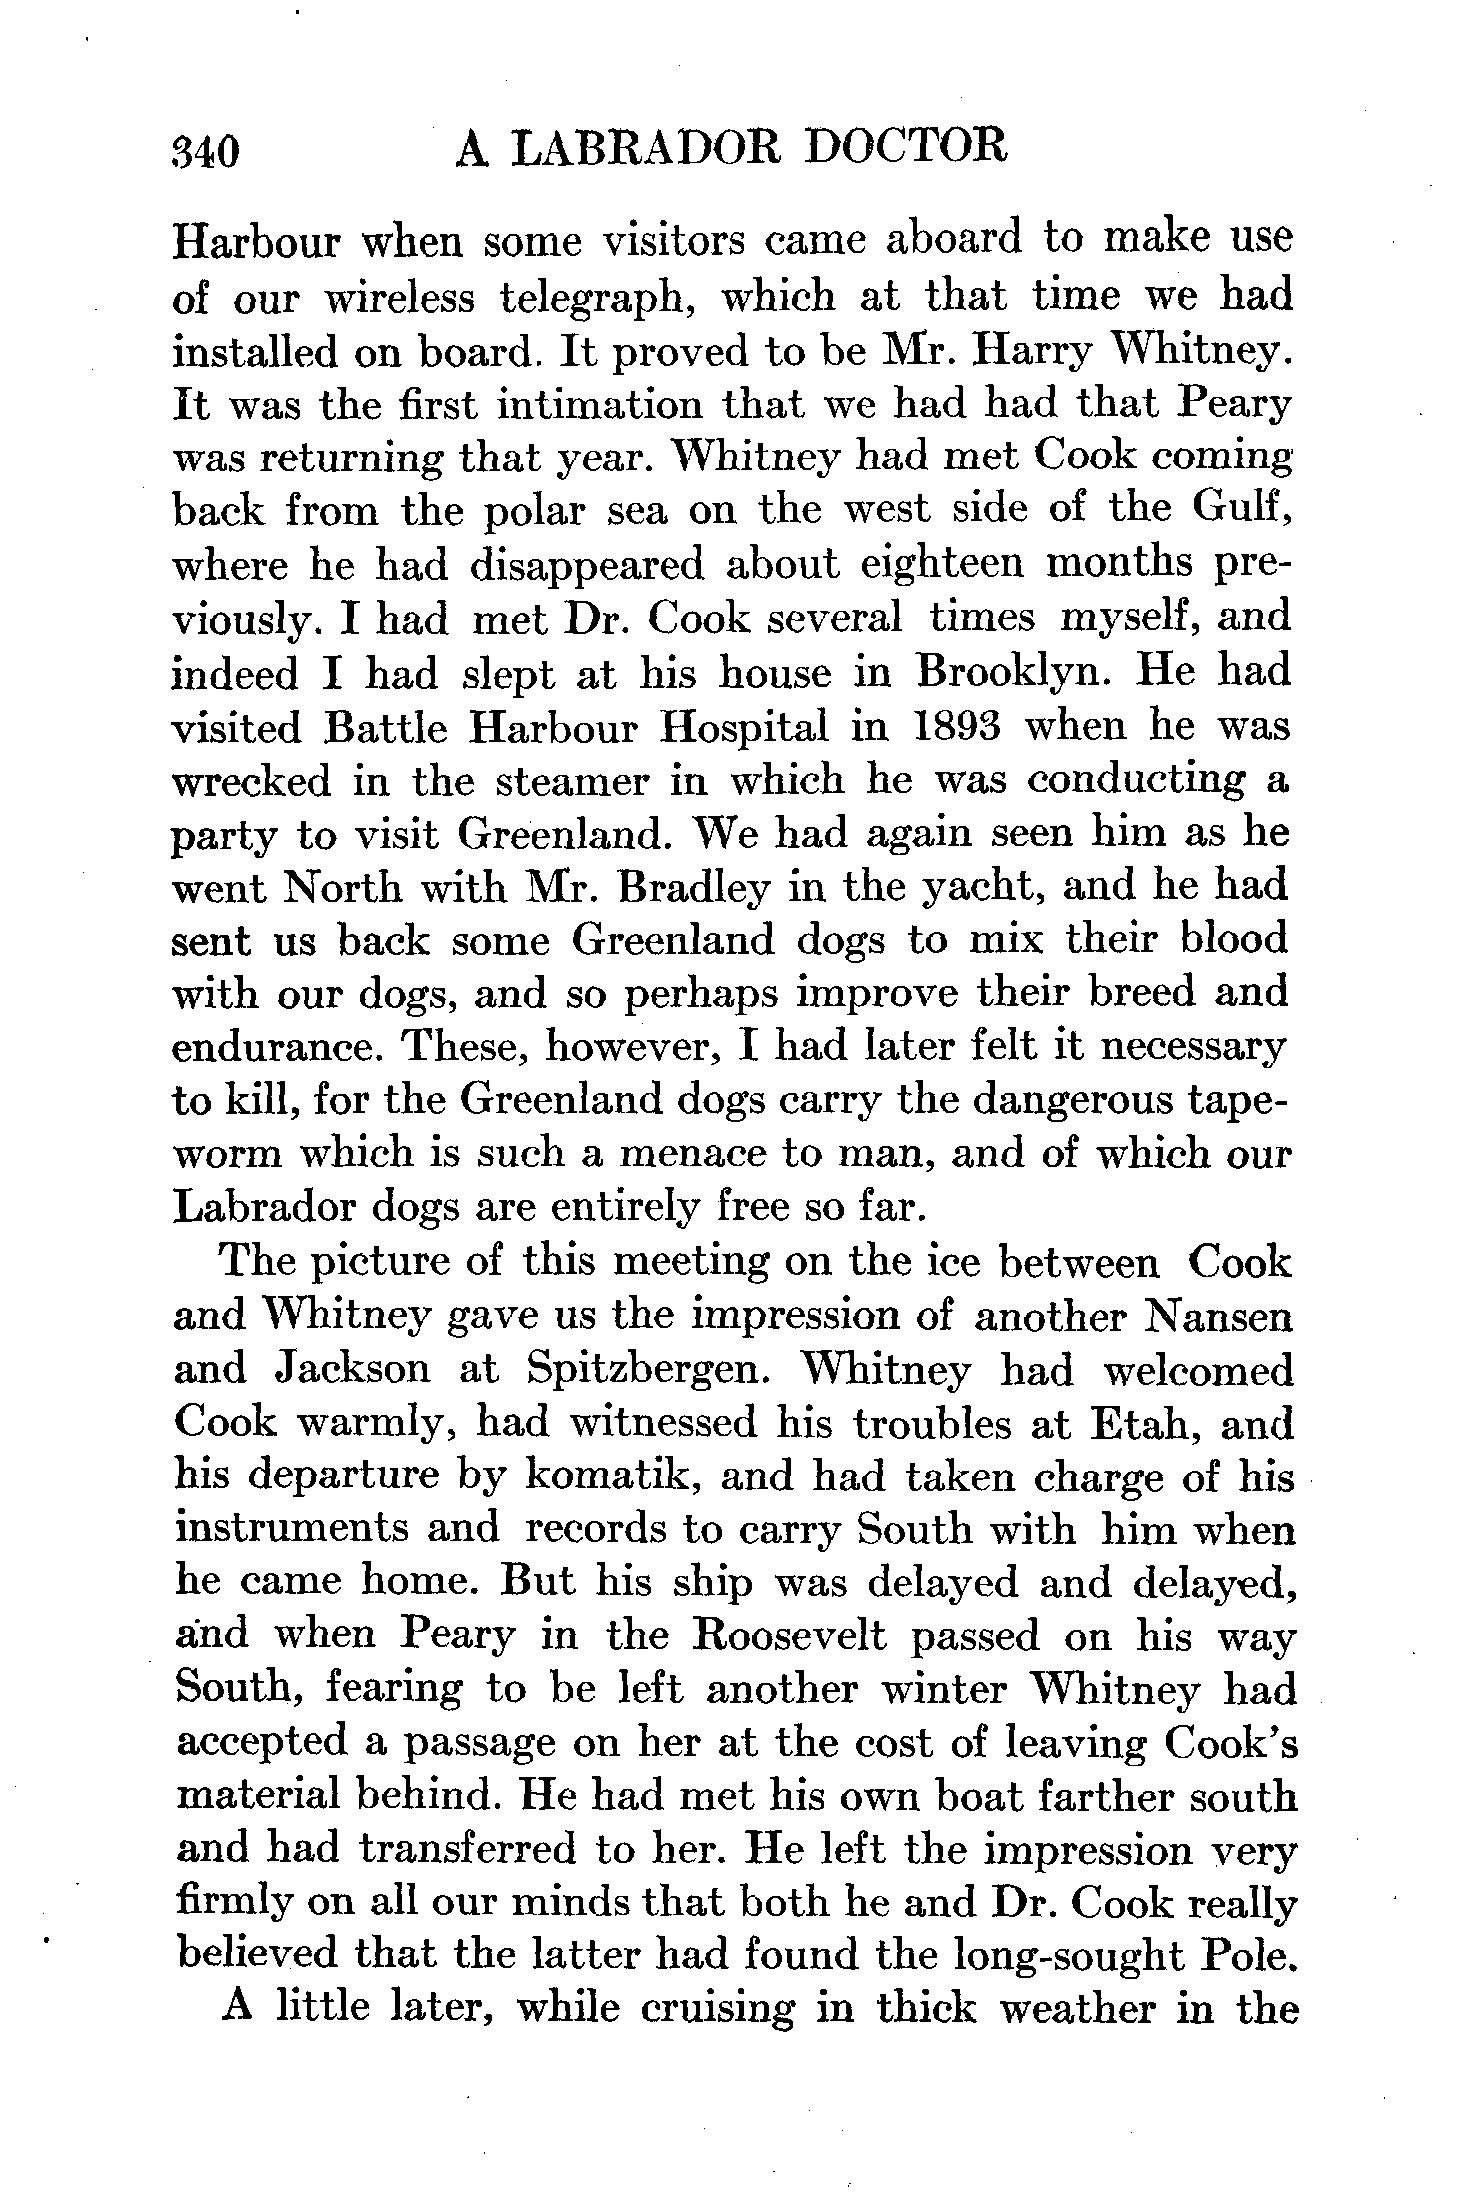 340 A LABRADOR DOCTOR
Harbour when some visitors came aboard to make use
of our wireless telegraph, which at that time we had
installed on board. It proved to be Mr. Harry Whitney.
It was the first intimation that we had had that Peary
was returning that year. Whitney had met Cook coming
back from the polar sea on the west side of the Gulf,
where he had disappeared about eighteen months pre-
viously. I had met Dr. Cook several times myself, and
indeed I had slept at his house in Brooklyn. He had
visited Battle Harbour Hospital in 1893 when he was
wrecked in the steamer in which he was conducting a
party to visit Greenland. We had again seen him as he
went North with Mr. Bradley in the yacht, and he had
sent us back some Greenland dogs to mix their blood
with our dogs, and so perhaps improve their breed and
endurance. These, however, I had later felt it necessary
to kill, for the Greenland dogs carry the dangerous tape-
worm which is such a menace to man, and of which our
Labrador dogs are entirely free so far.
The picture of this meeting on the ice between Cook
and Whitney gave us the impression of another Nansen
and Jackson at Spitzbergen. Whitney had welcomed
Cook warmly, had witnessed his troubles at Etah, and
his departure by komatik, and had taken charge of his
instruments and records to carry South with him when
he came home. But his ship was delayed and delayed,
and when Peary in the Roosevelt passed on his way
South, fearing to be left another winter Whitney had
accepted a passage on her at the cost of leaving Cook's
material behind. He had met his own boat farther south
and had transferred to her. He left the impression very
firmly on all our minds that both he and Dr. Cook really
believed that the latter had found the long-sought Pole.
A little later, while cruising in thick weather in the